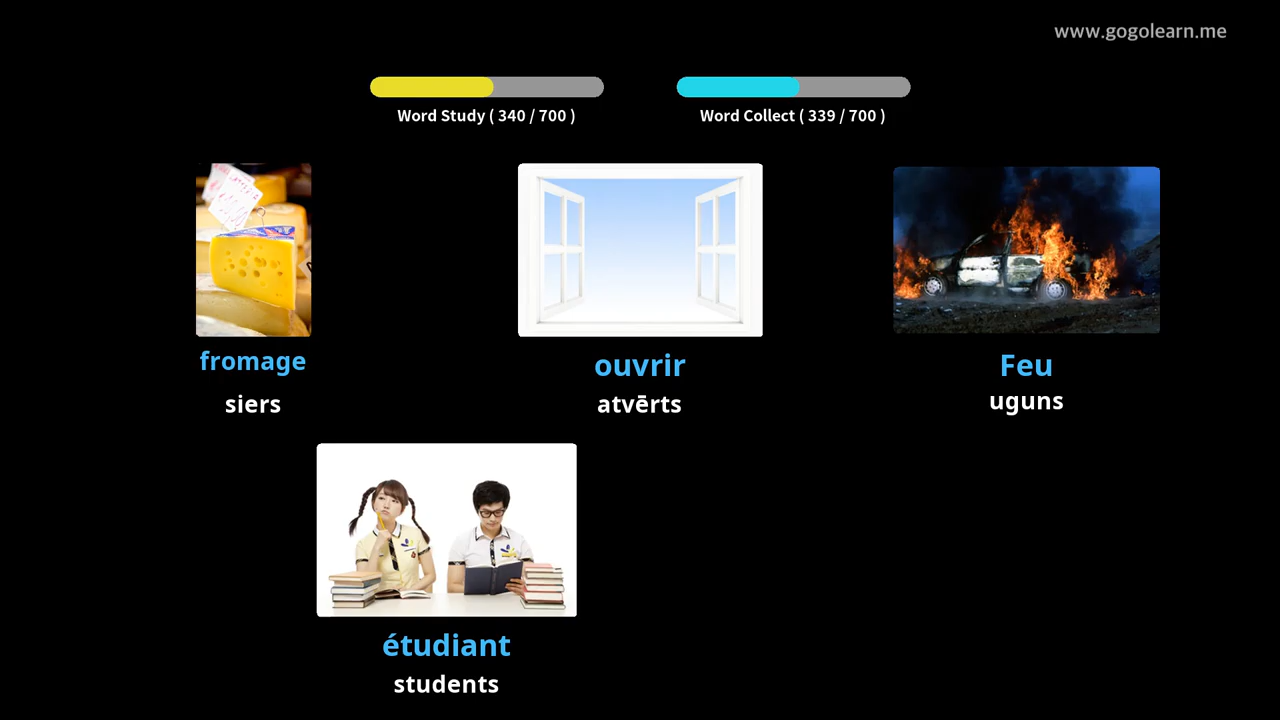 www.gogolearn.me
Word Study ( 340 / 700 )
Word Collect ( 339 / 700 )
fromage
siers
ouvrir
atvērts
Feu
uguns
étudiant
students